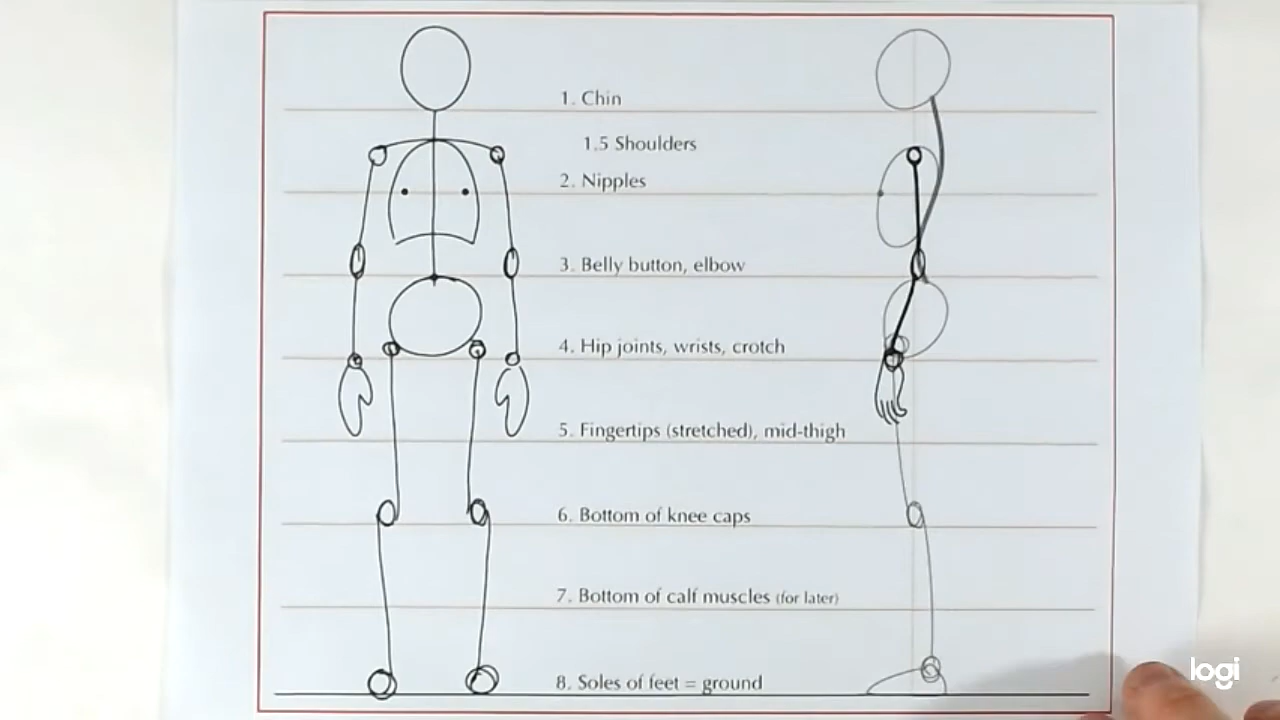 1. Chin
1.5 Shoulders
2. Nipples
3. Belly button, elbow
4. Hip joints, wrists, crotch
5. Fingertips (stretched), mid-thigh
6. Bottom of knee caps
7. Bottom of calf muscles (for later)
8. Soles of feet = ground
logi